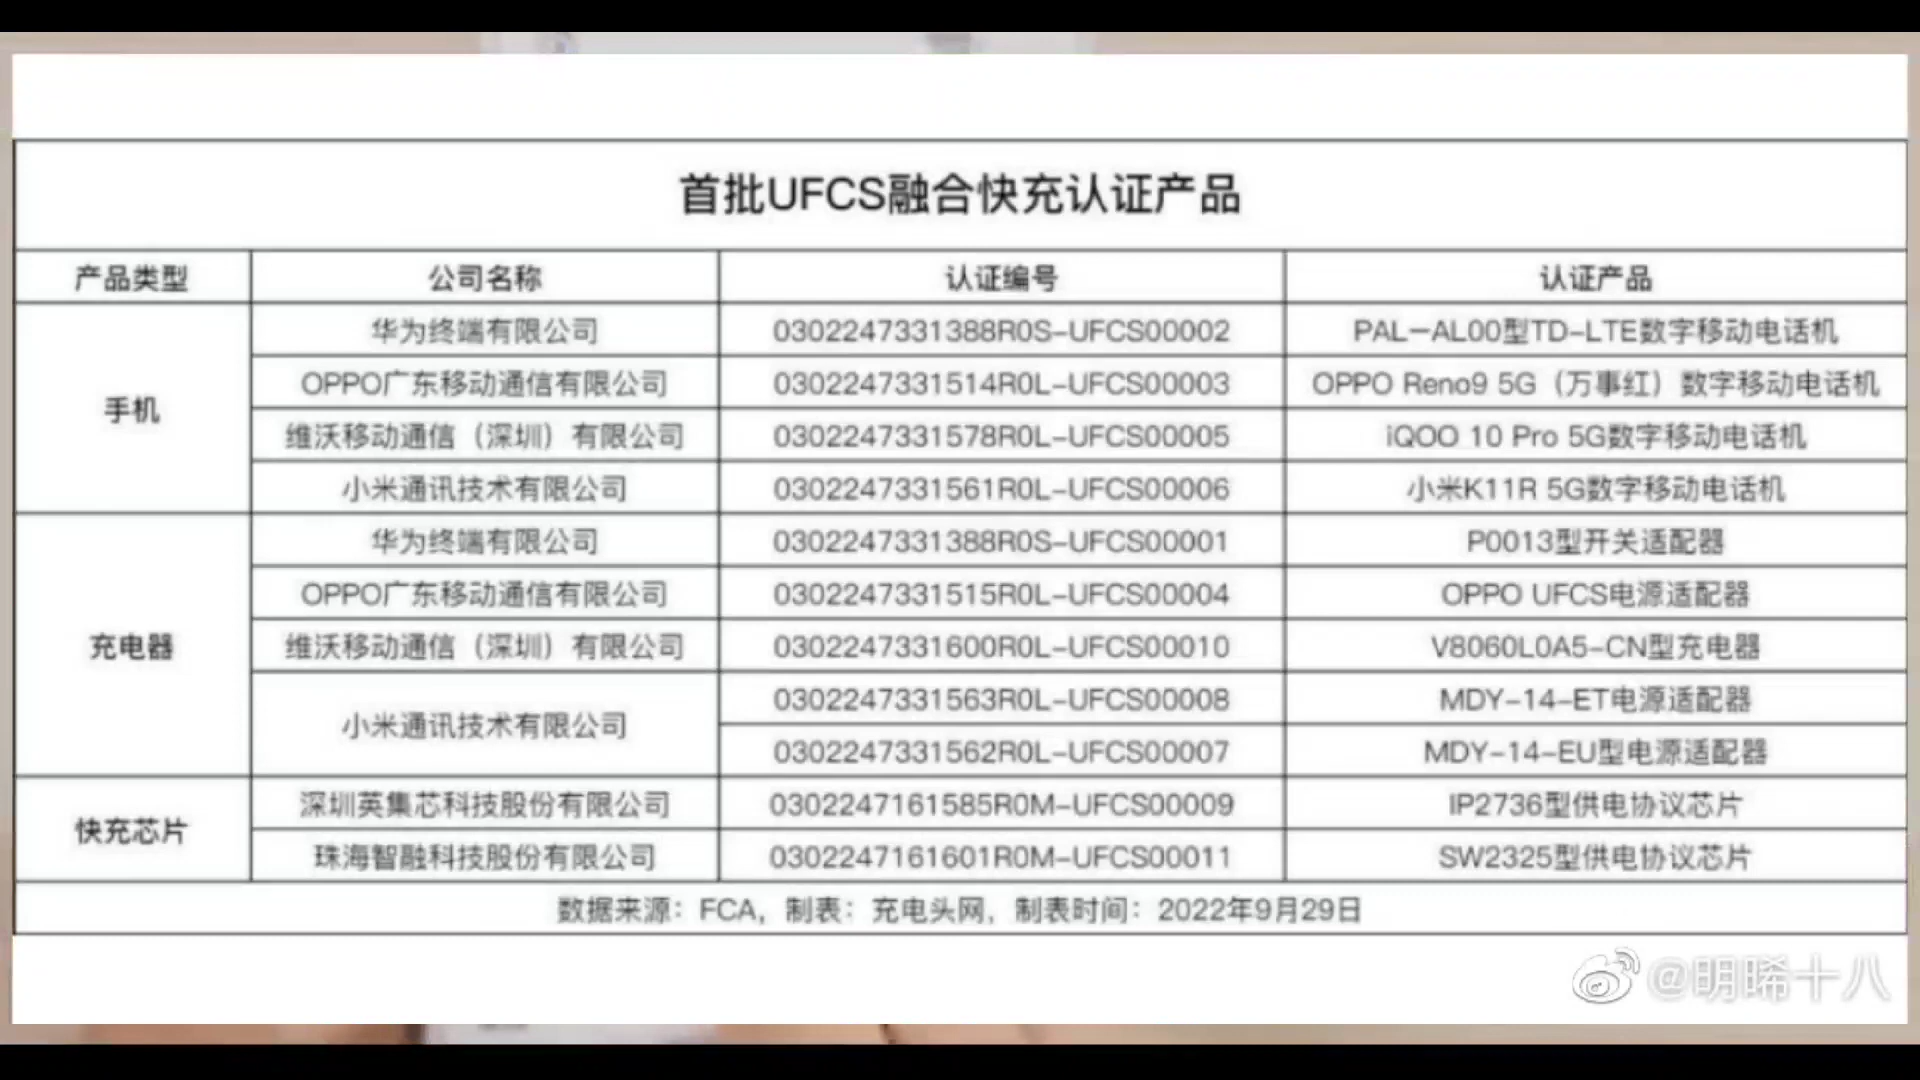 首批UFCS融合快充认证产品
产品类型 公司名称 认证编号 认证产品
手机 华为终端有限公司 0302247331388R0S-UFCS00002 PAL-AL00型TD-LTE数字移动电话机
OPPO广东移动通信有限公司 0302247331514R0L-UFCS00003 OPPO Reno9 5G（万事红）数字移动电话机
维沃移动通信（深圳）有限公司 0302247331578R0L-UFCS00005 iQOO 10 Pro 5G数字移动电话机
小米通讯技术有限公司 0302247331561R0L-UFCS00006 小米K11R 5G数字移动电话机
充电器 华为终端有限公司 0302247331388R0S-UFCS00001 P0013型开关适配器
OPPO广东移动通信有限公司 0302247331515R0L-UFCS00004 OPPO UFCS电源适配器
维沃移动通信（深圳）有限公司 0302247331600R0L-UFCS00010 V8060L0A5-CN型充电器
小米通讯技术有限公司 0302247331563R0L-UFCS00008 MDY-14-ET电源适配器
0302247331562R0L-UFCS00007 MDY-14-EU型电源适配器
快充芯片 深圳英集芯科技股份有限公司 0302247161585R0M-UFCS00009 IP2736型供电协议芯片
珠海智融科技股份有限公司 0302247161601R0M-UFCS00011 SW2325型供电协议芯片
数据来源：FCA，制表：充电头网，制表时间：2022年9月29日
@明晞十八